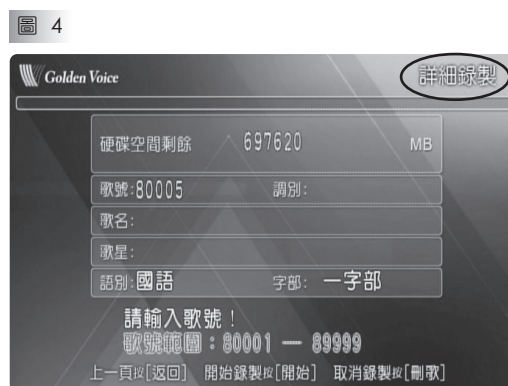 圖 4
Golden Voice
詳細錄製
硬碟空間剩餘 697620 MB
歌號:80005 調別:
歌名:
歌星:
語別:國語 字部: 一字部
請輸入歌號!
歌號範圍:80001 — 89999
上一頁按[返回] 開始錄製按[開始] 取消錄製按[刪歌]